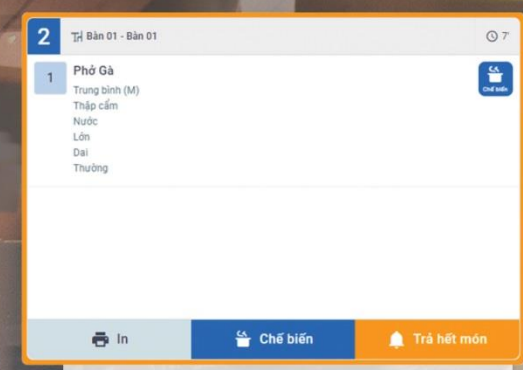 2 Bàn 01 - Bàn 01 7'
1 Phở Gà
Chế biến
Trung bình (M)
Thập cẩm
Nước
Lớn
Dai
Thường
In Chế biến Trả hết món